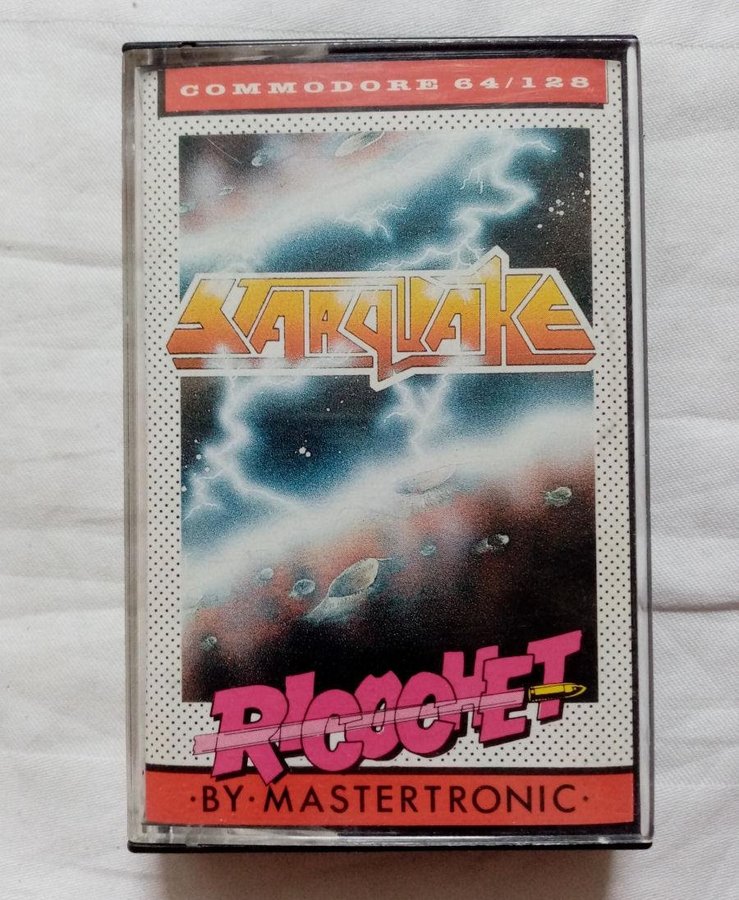 COMMODORE 64/128
STARQUAKE
RICOCHET
·BY·MASTERTRONIC·